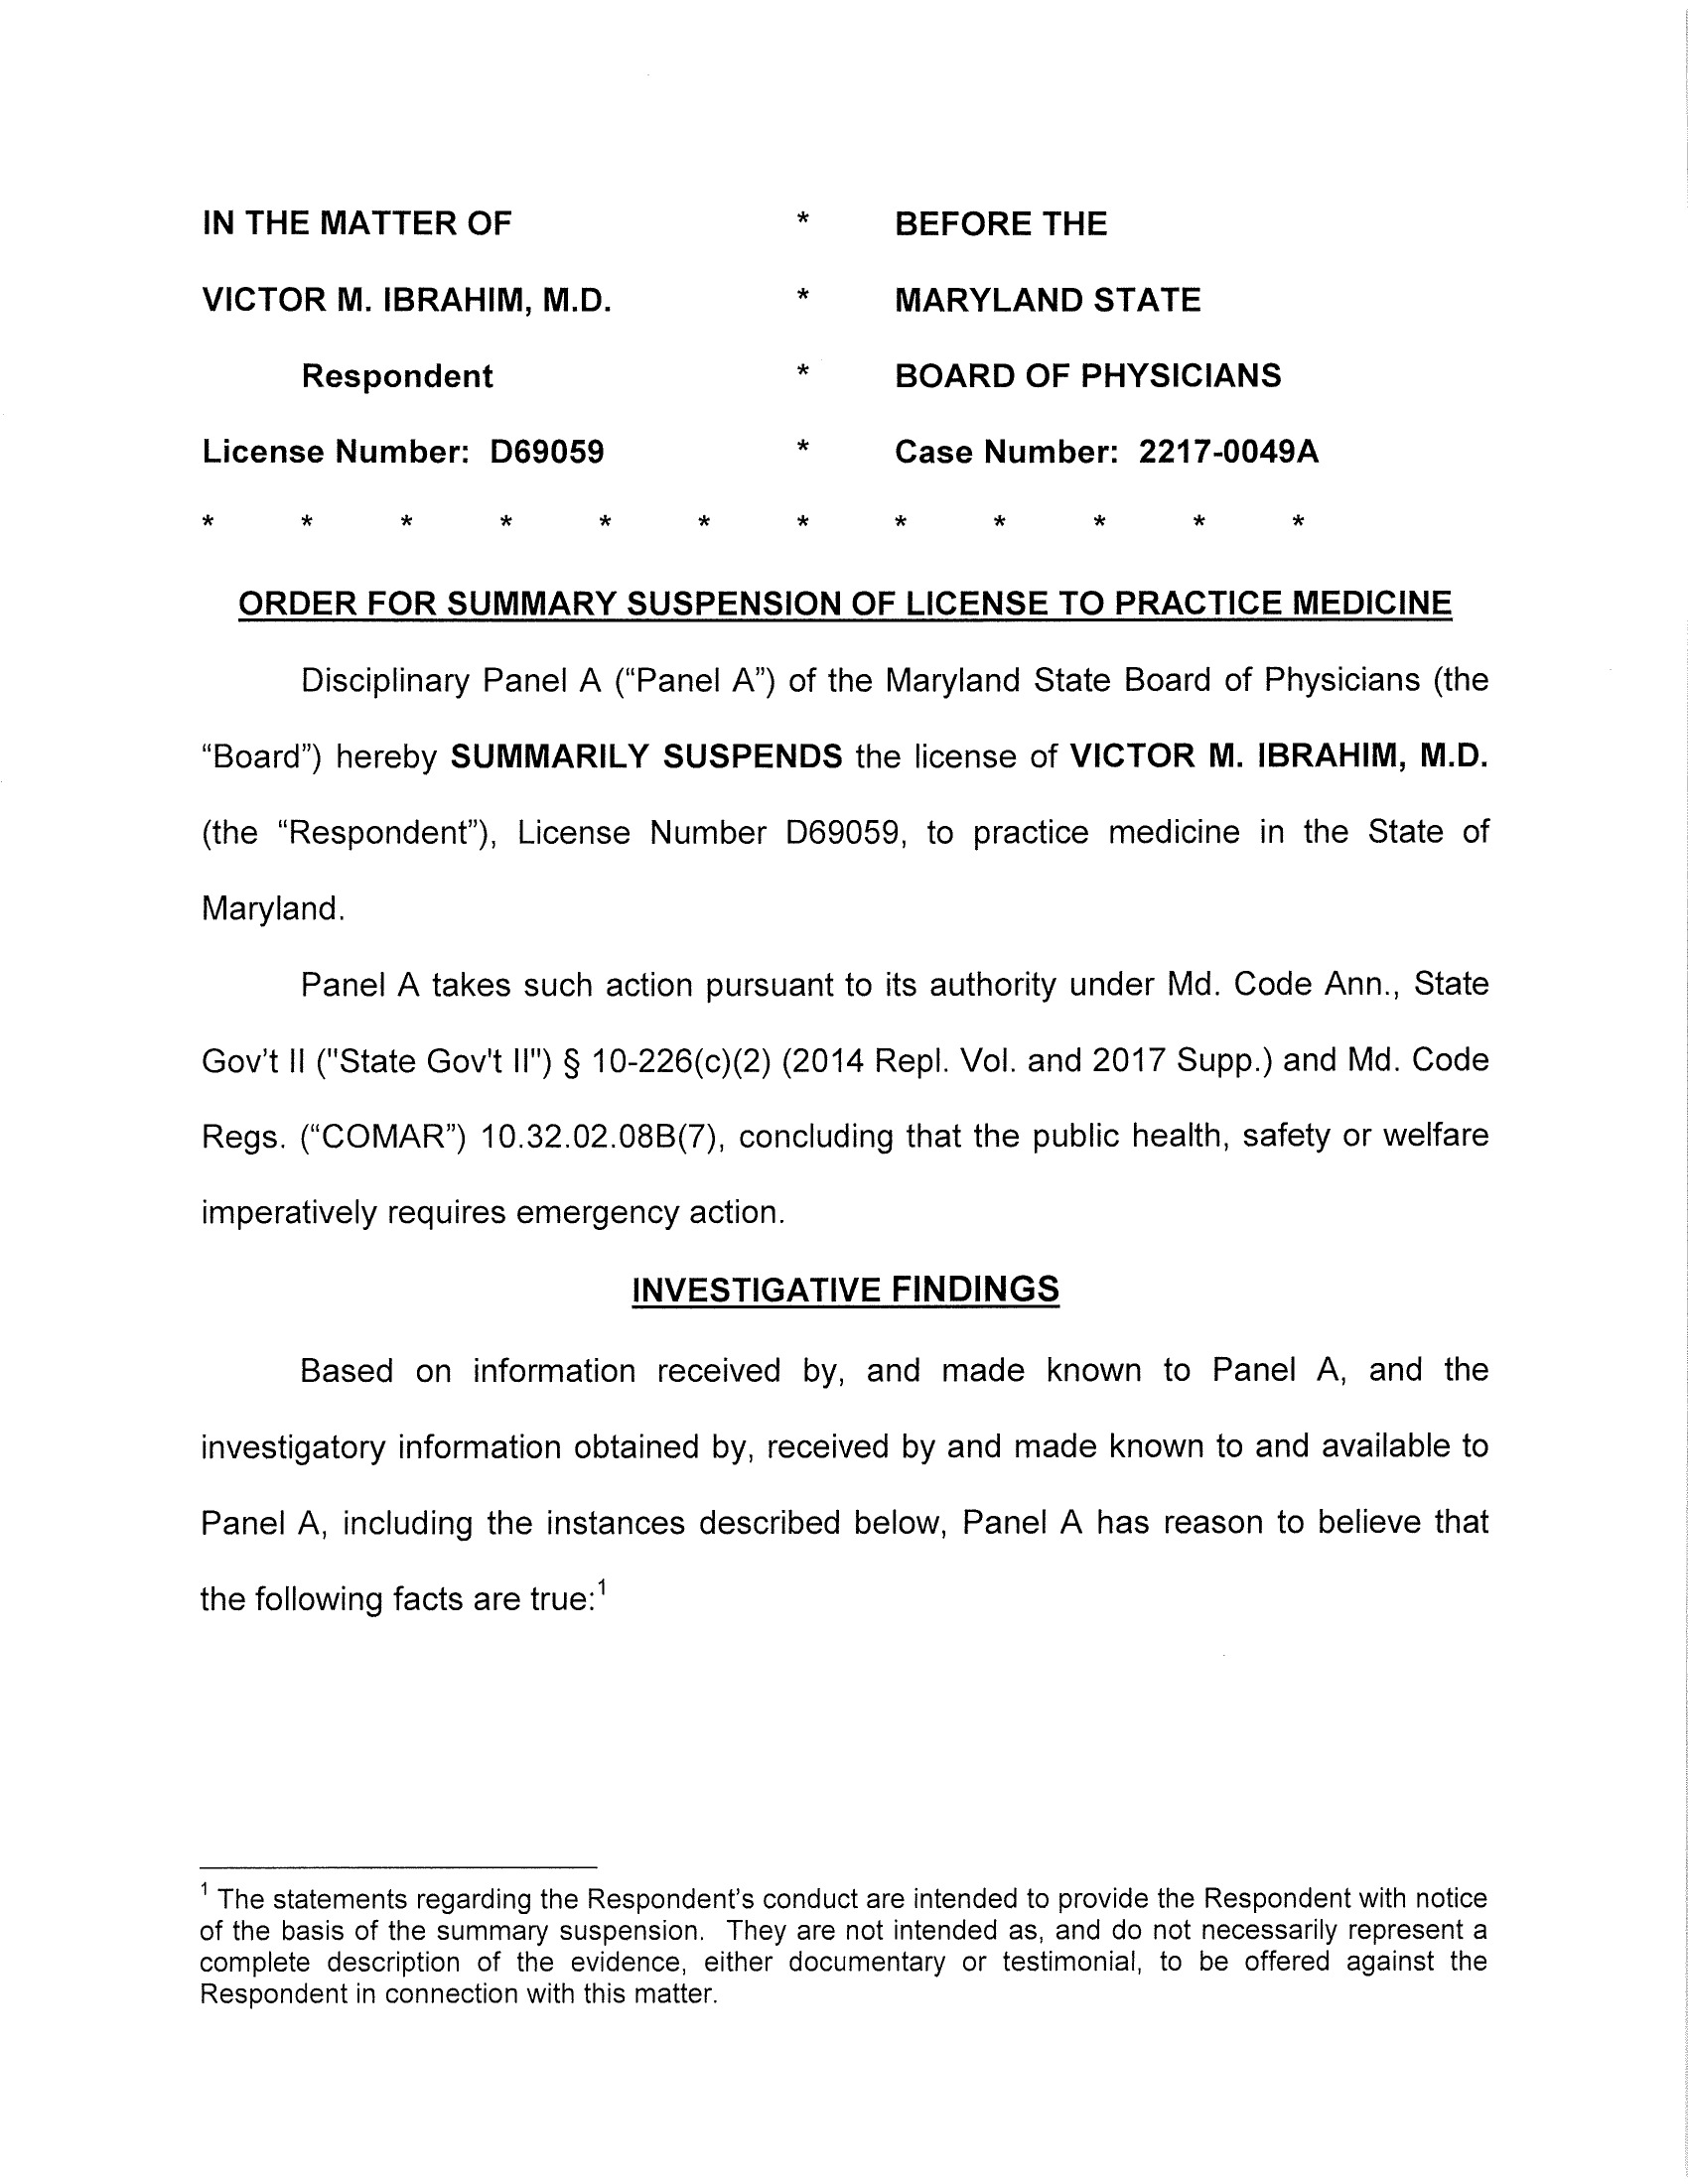 IN THE MATTER OF * BEFORE THE
VICTOR M. IBRAHIM, M.D. * MARYLAND STATE
Respondent * BOARD OF PHYSICIANS
License Number: D69059 * Case Number: 2217-0049A
* * * * * * * * * * * *
ORDER FOR SUMMARY SUSPENSION OF LICENSE TO PRACTICE MEDICINE
Disciplinary Panel A (“Panel A”) of the Maryland State Board of Physicians (the
“Board”) hereby SUMMARILY SUSPENDS the license of VICTOR M. IBRAHIM, M.D.
(the “Respondent”), License Number D69059, to practice medicine in the State of
Maryland.
Panel A takes such action pursuant to its authority under Md. Code Ann., State
Gov’t II ("State Gov't II") § 10-226(c)(2) (2014 Repl. Vol. and 2017 Supp.) and Md. Code
Regs. (“COMAR”) 10.32.02.08B(7), concluding that the public health, safety or welfare
imperatively requires emergency action.
INVESTIGATIVE FINDINGS
Based on information received by, and made known to Panel A, and the
investigatory information obtained by, received by and made known to and available to
Panel A, including the instances described below, Panel A has reason to believe that
the following facts are true:¹
¹ The statements regarding the Respondent’s conduct are intended to provide the Respondent with notice
of the basis of the summary suspension. They are not intended as, and do not necessarily represent a
complete description of the evidence, either documentary or testimonial, to be offered against the
Respondent in connection with this matter.